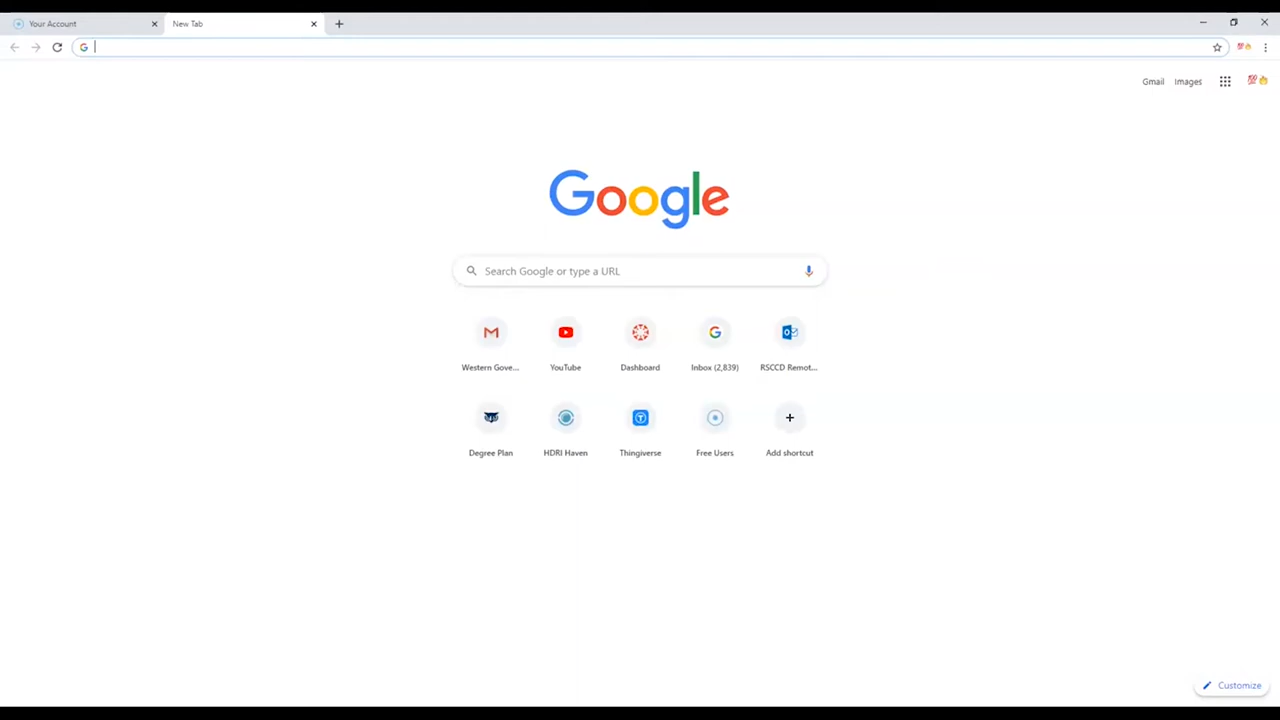 Your Account
New Tab
Gmail Images 💯🔥
Google
Search Google or type a URL
Western Gove...
YouTube
Dashboard
Inbox (2,839)
RSCCD Remot...
Degree Plan
HDRI Haven
Thingiverse
Free Users
Add shortcut
Customize